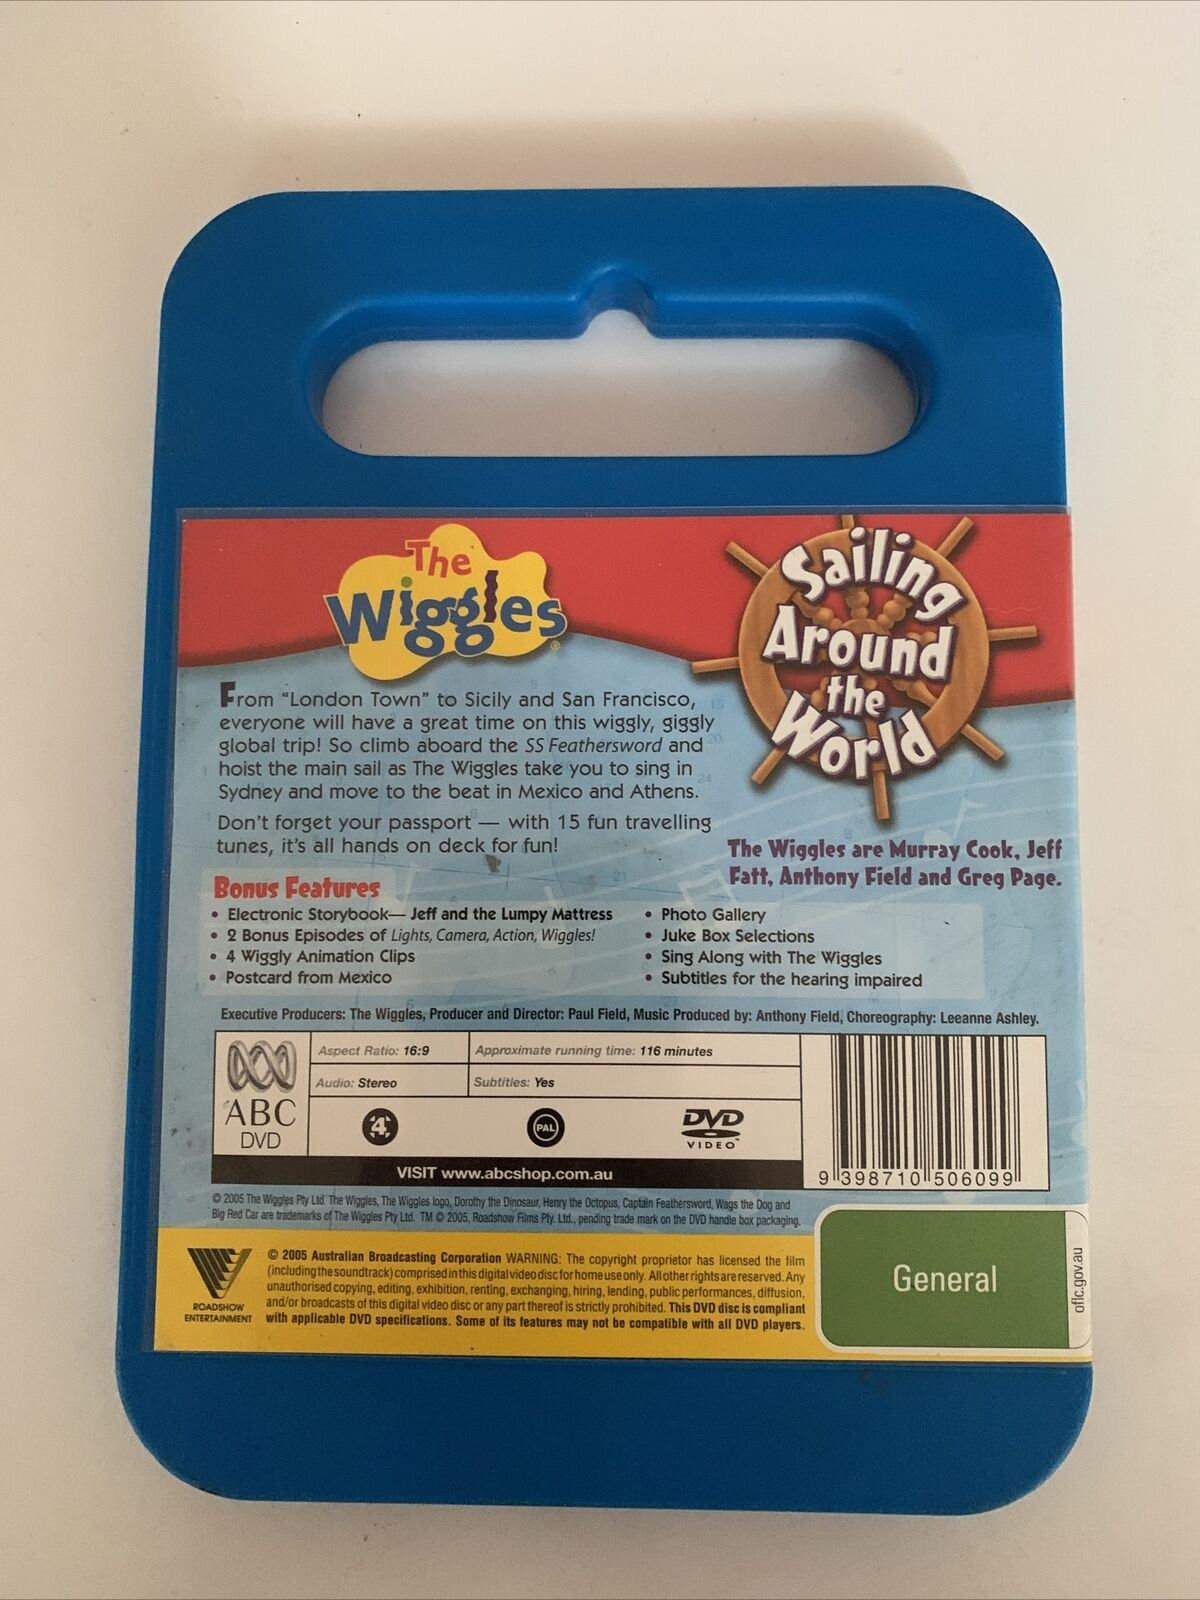 The
Wiggles
®
Sailing
Around
the
World
From “London Town” to Sicily and San Francisco,
everyone will have a great time on this wiggly, giggly
global trip! So climb aboard the SS Feathersword and
hoist the main sail as The Wiggles take you to sing in
Sydney and move to the beat in Mexico and Athens.
Don’t forget your passport — with 15 fun travelling
tunes, it’s all hands on deck for fun!
The Wiggles are Murray Cook, Jeff
Fatt, Anthony Field and Greg Page.
Bonus Features
• Electronic Storybook— Jeff and the Lumpy Mattress
• 2 Bonus Episodes of Lights, Camera, Action, Wiggles!
• 4 Wiggly Animation Clips
• Postcard from Mexico
• Photo Gallery
• Juke Box Selections
• Sing Along with The Wiggles
• Subtitles for the hearing impaired
Executive Producers: The Wiggles, Producer and Director: Paul Field, Music Produced by: Anthony Field, Choreography: Leeanne Ashley.
ABC
DVD
Aspect Ratio: 16:9
Approximate running time: 116 minutes
Audio: Stereo
Subtitles: Yes
4
PAL
DVD
VIDEO™
VISIT www.abcshop.com.au
9 398710 506099
© 2005 The Wiggles Pty Ltd. The Wiggles, The Wiggles logo, Dorothy the Dinosaur, Henry the Octopus, Captain Feathersword, Wags the Dog and
Big Red Car are trademarks of The Wiggles Pty Ltd. TM © 2005, Roadshow Films Pty. Ltd., pending trade mark on the DVD handle box packaging.
ROADSHOW
ENTERTAINMENT
© 2005 Australian Broadcasting Corporation WARNING: The copyright proprietor has licensed the film
(including the soundtrack) comprised in this digital video disc for home use only. All other rights are reserved. Any
unauthorised copying, editing, exhibition, renting, exchanging, hiring, lending, public performances, diffusion,
and/or broadcasts of this digital video disc or any part thereof is strictly prohibited. This DVD disc is compliant
with applicable DVD specifications. Some of its features may not be compatible with all DVD players.
General
oflc.gov.au